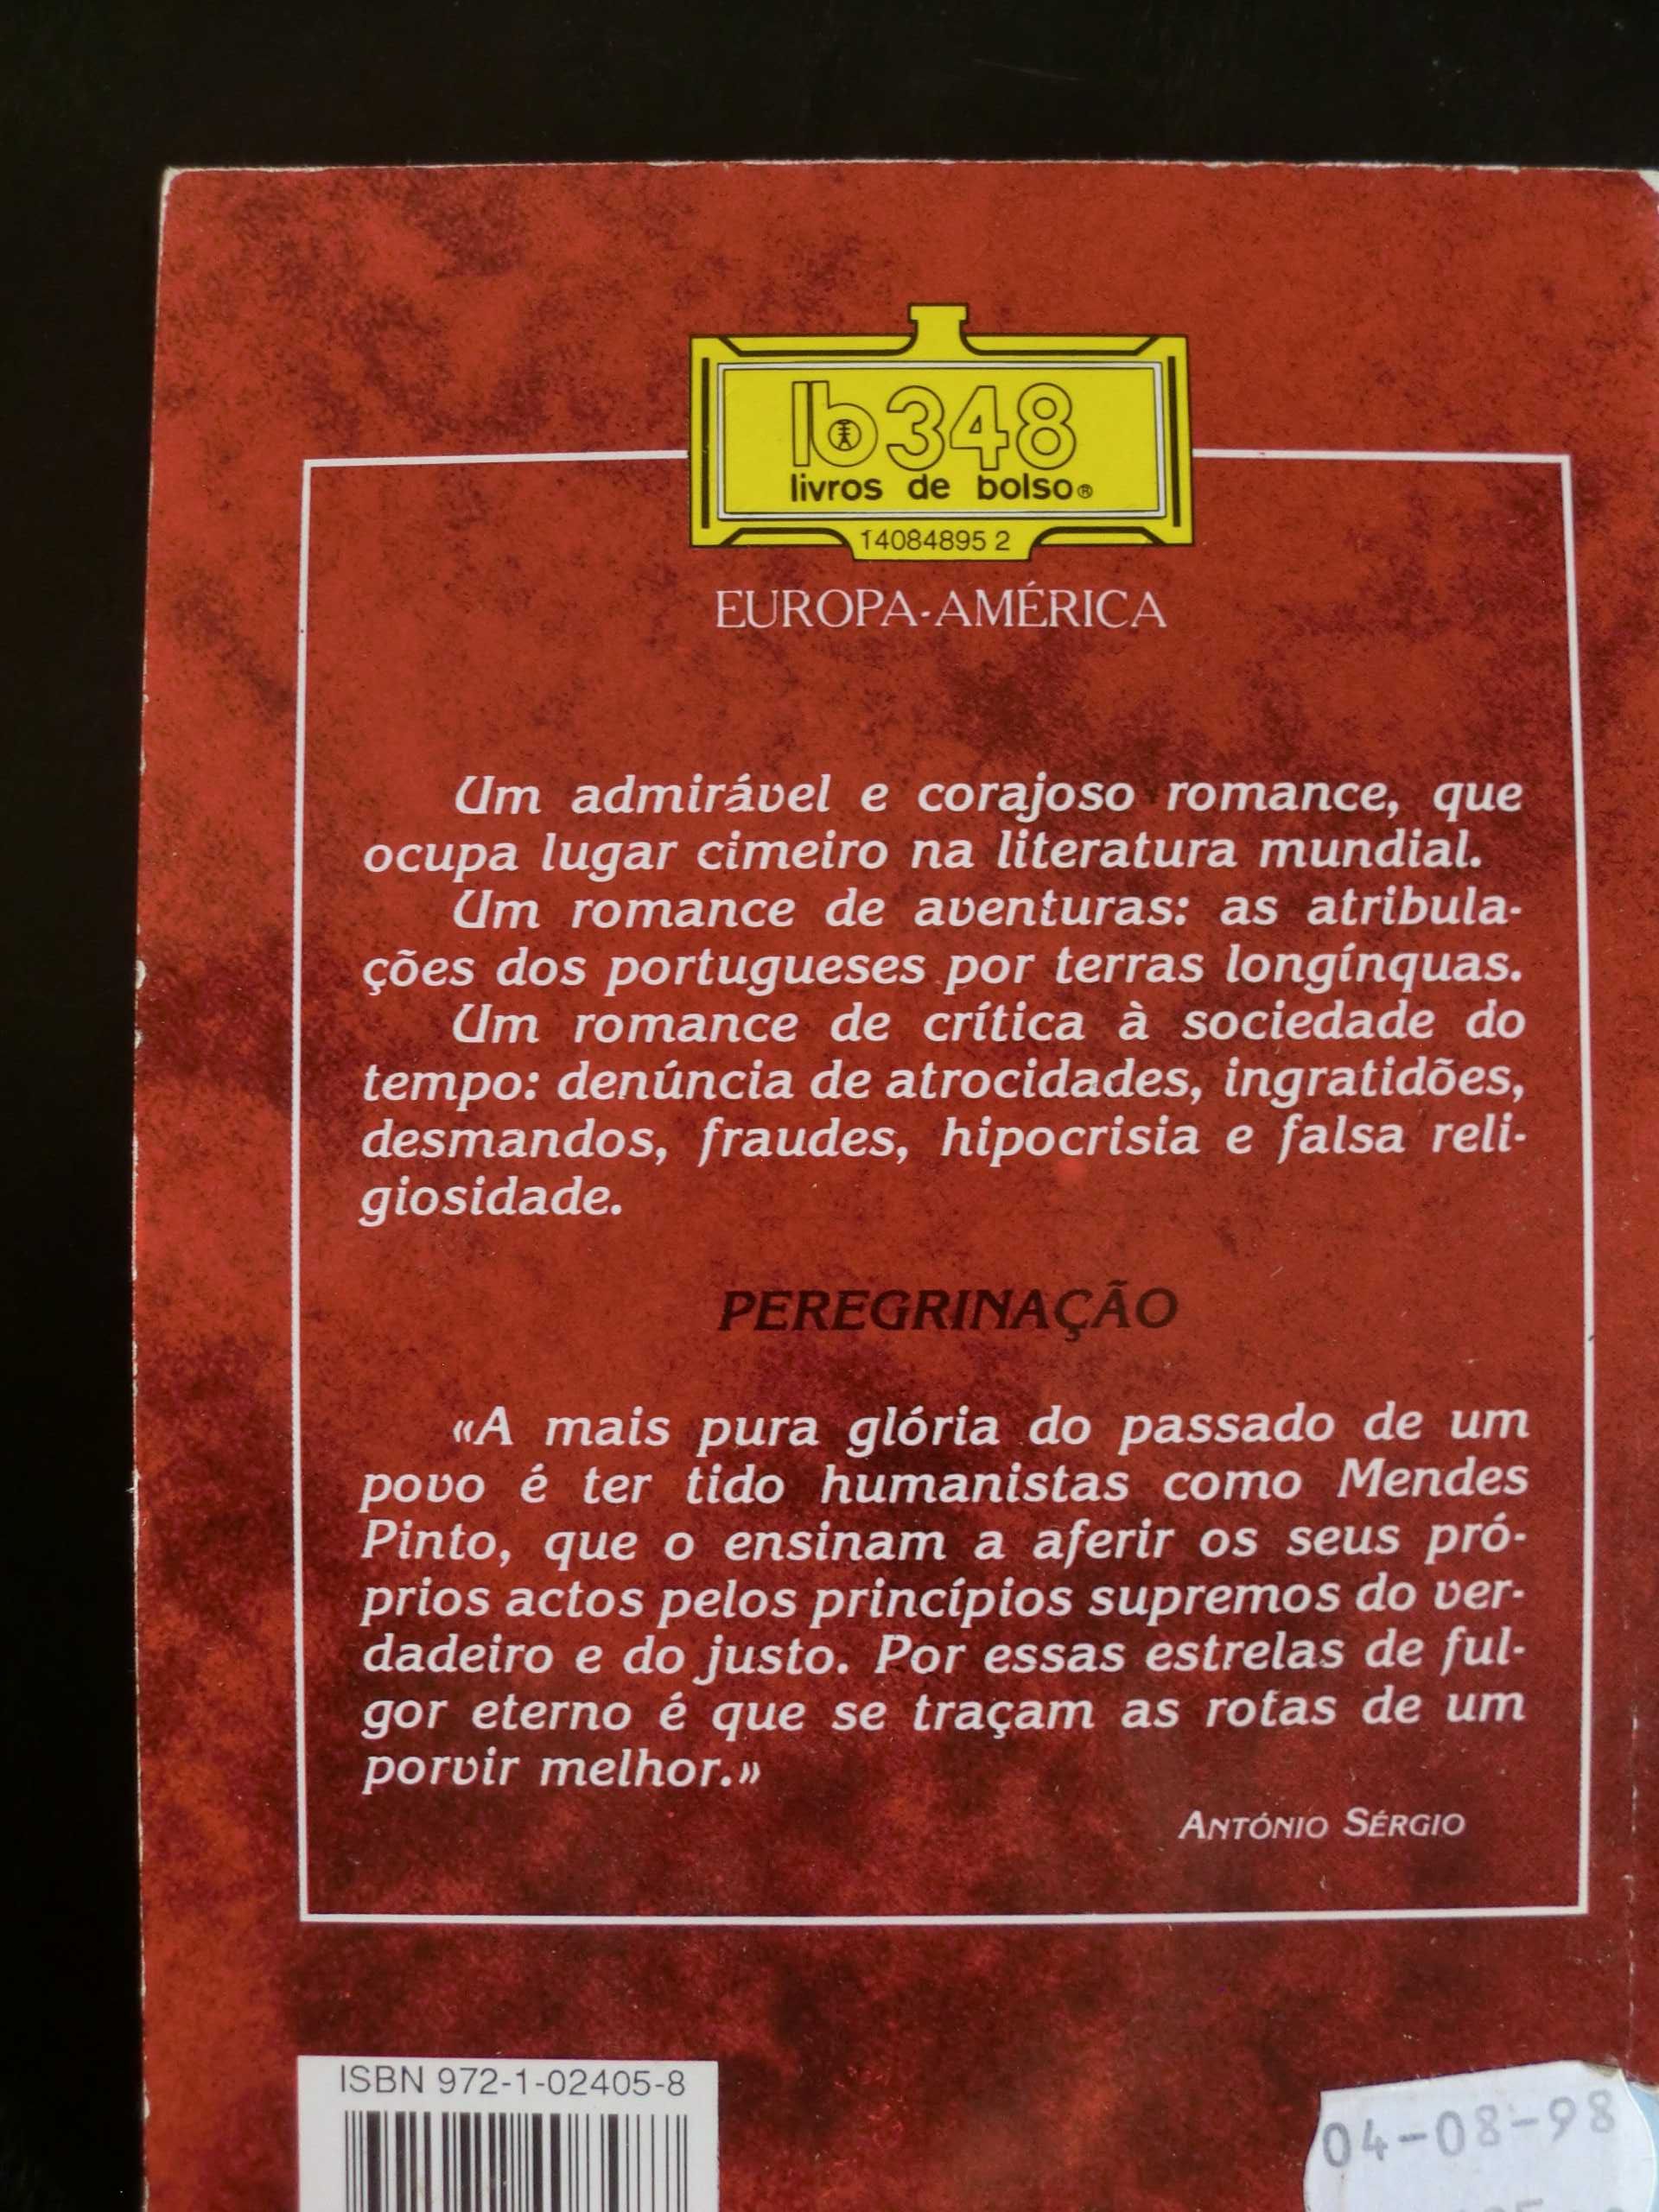 lb 348
livros de bolso®
14084895 2
EUROPA-AMÉRICA
Um admirável e corajoso romance, que
ocupa lugar cimeiro na literatura mundial.
Um romance de aventuras: as atribula-
ções dos portugueses por terras longínquas.
Um romance de crítica à sociedade do
tempo: denúncia de atrocidades, ingratidões,
desmandos, fraudes, hipocrisia e falsa reli-
giosidade.
PEREGRINAÇÃO
«A mais pura glória do passado de um
povo é ter tido humanistas como Mendes
Pinto, que o ensinam a aferir os seus pró-
prios actos pelos princípios supremos do ver-
dadeiro e do justo. Por essas estrelas de ful-
gor eterno é que se traçam as rotas de um
porvir melhor.»
ANTÓNIO SÉRGIO
ISBN 972-1-02405-8
04-08-98